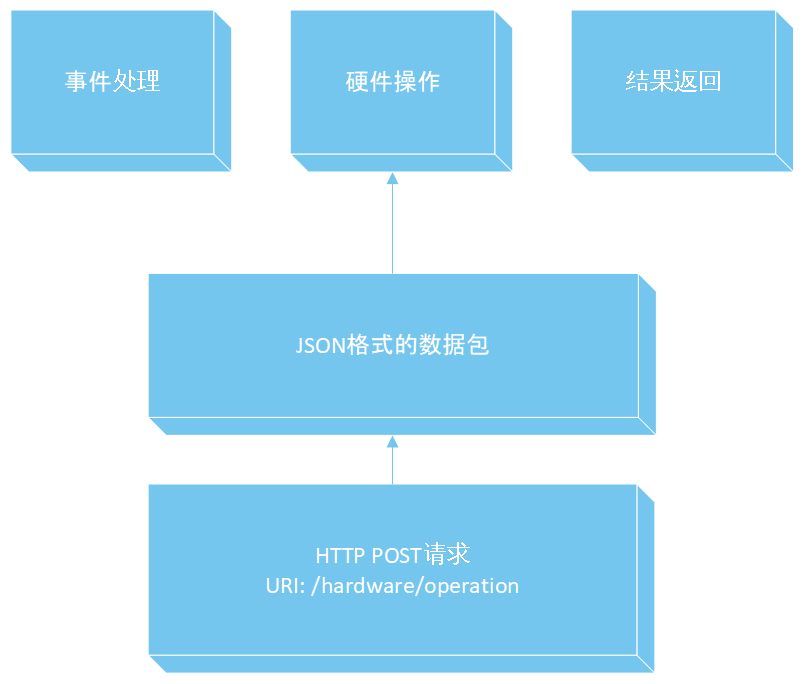 事件处理
硬件操作
结果返回
JSON格式的数据包
HTTP POST请求
URI: /hardware/operation